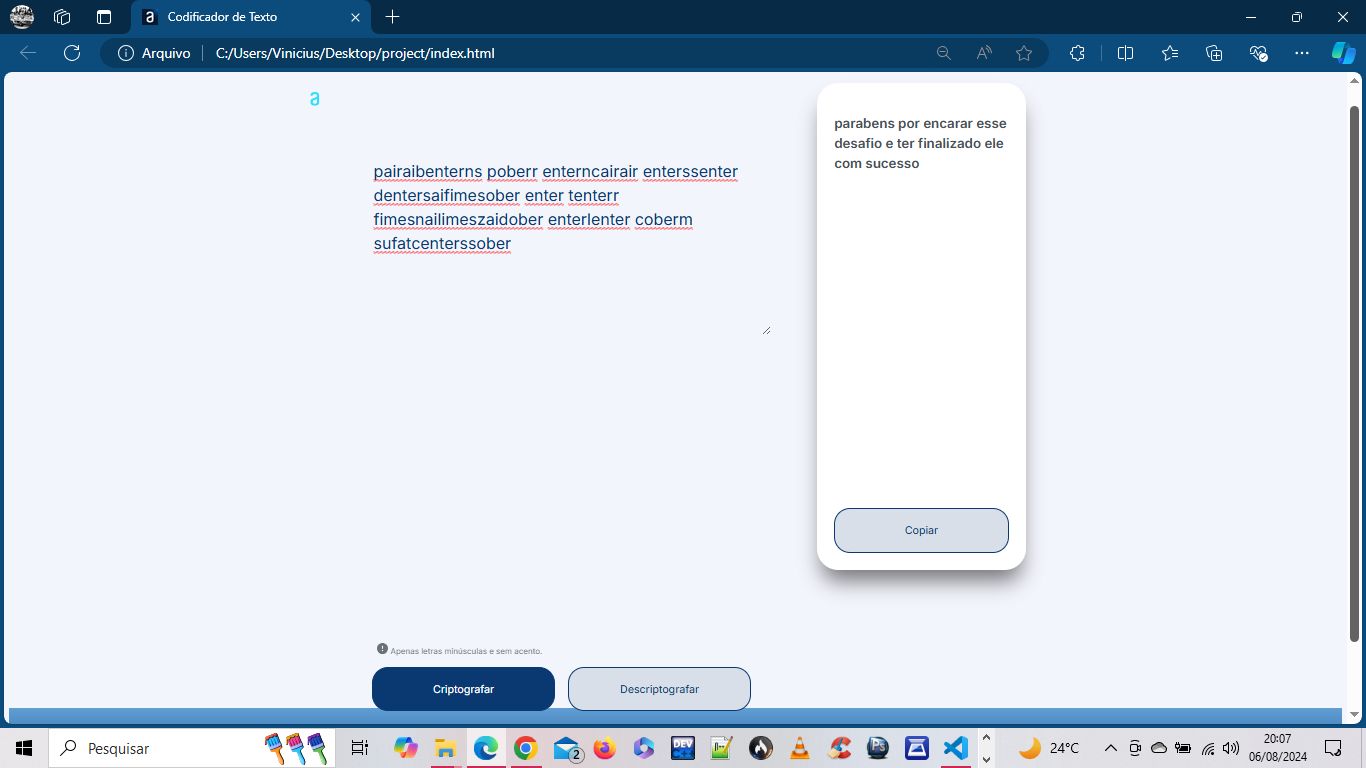 Codificador de Texto
Arquivo
C:/Users/Vinicius/Desktop/project/index.html
a
parabens por encarar esse
desafio e ter finalizado ele
com sucesso
pairaibenterns poberr enterncairair enterssenter
dentersaifimesober enter tenterr
fimesnailimeszaidober enterlenter coberm
sufatcenterssober
Copiar
Apenas letras minúsculas e sem acento.
Criptografar
Descriptografar
Pesquisar
2
DEV
24°C
20:07
06/08/2024